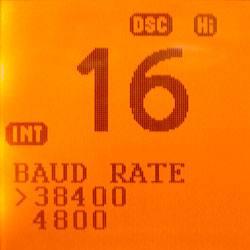 DSC Hi
16
INT
BAUD RATE
>38400
4800